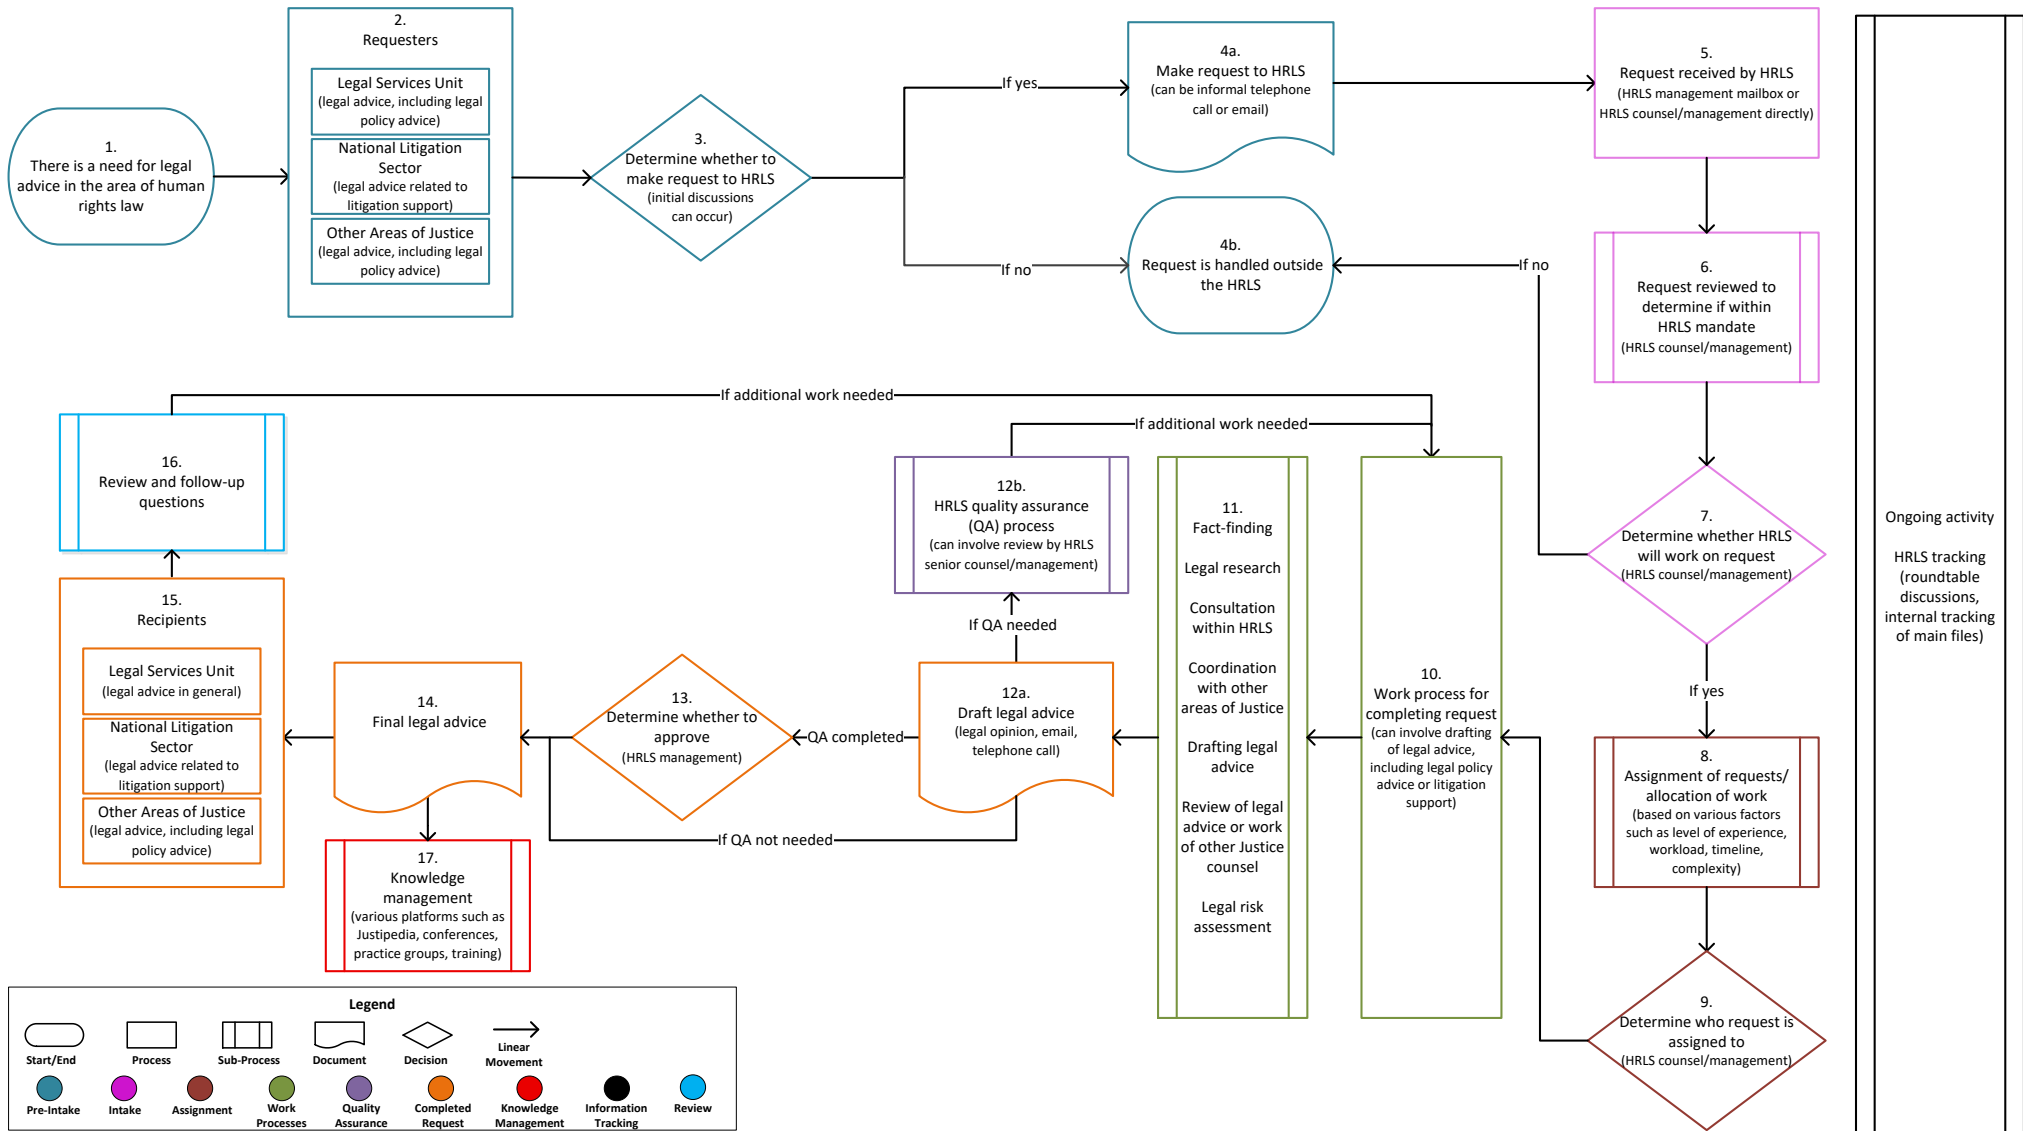 1.
There is a need for legal
advice in the area of human
rights law
2.
Requesters
Legal Services Unit
(legal advice, including legal
policy advice)
National Litigation
Sector
(legal advice related to
litigation support)
Other Areas of Justice
(legal advice, including legal
policy advice)
3.
Determine whether to
make request to HRLS
(initial discussions
can occur)
If yes
If no
4a.
Make request to HRLS
(can be informal telephone
call or email)
4b.
Request is handled outside
the HRLS
5.
Request received by HRLS
(HRLS management mailbox or
HRLS counsel/management directly)
6.
Request reviewed to
determine if within
HRLS mandate
(HRLS counsel/management)
If no
7.
Determine whether HRLS
will work on request
(HRLS counsel/management)
If yes
8.
Assignment of requests/
allocation of work
(based on various factors
such as level of experience,
workload, timeline,
complexity)
9.
Determine who request is
assigned to
(HRLS counsel/management)
Ongoing activity
HRLS tracking
(roundtable
discussions,
internal tracking
of main files)
10.
Work process for
completing request
(can involve drafting
of legal advice,
including legal policy
advice or litigation
support)
11.
Fact-finding
Legal research
Consultation
within HRLS
Coordination
with other
areas of Justice
Drafting legal
advice
Review of legal
advice or work
of other Justice
counsel
Legal risk
assessment
If additional work needed
If additional work needed
12b.
HRLS quality assurance
(QA) process
(can involve review by HRLS
senior counsel/management)
If QA needed
12a.
Draft legal advice
(legal opinion, email,
telephone call)
QA completed
If QA not needed
13.
Determine whether to
approve
(HRLS management)
14.
Final legal advice
15.
Recipients
Legal Services Unit
(legal advice in general)
National Litigation
Sector
(legal advice related to
litigation support)
Other Areas of Justice
(legal advice, including legal
policy advice)
16.
Review and follow-up
questions
17.
Knowledge
management
(various platforms such as
Justipedia, conferences,
practice groups, training)
Legend
Start/End
Process
Sub-Process
Document
Decision
Linear
Movement
Pre-Intake
Intake
Assignment
Work
Processes
Quality
Assurance
Completed
Request
Knowledge
Management
Information
Tracking
Review